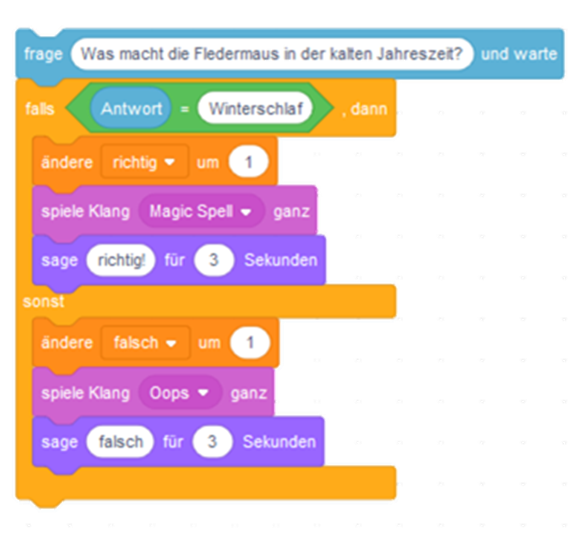 frage Was macht die Fledermaus in der kalten Jahreszeit? und warte
falls Antwort = Winterschlaf , dann
ändere richtig um 1
spiele Klang Magic Spell ganz
sage richtig! für 3 Sekunden
sonst
ändere falsch um 1
spiele Klang Oops ganz
sage falsch für 3 Sekunden